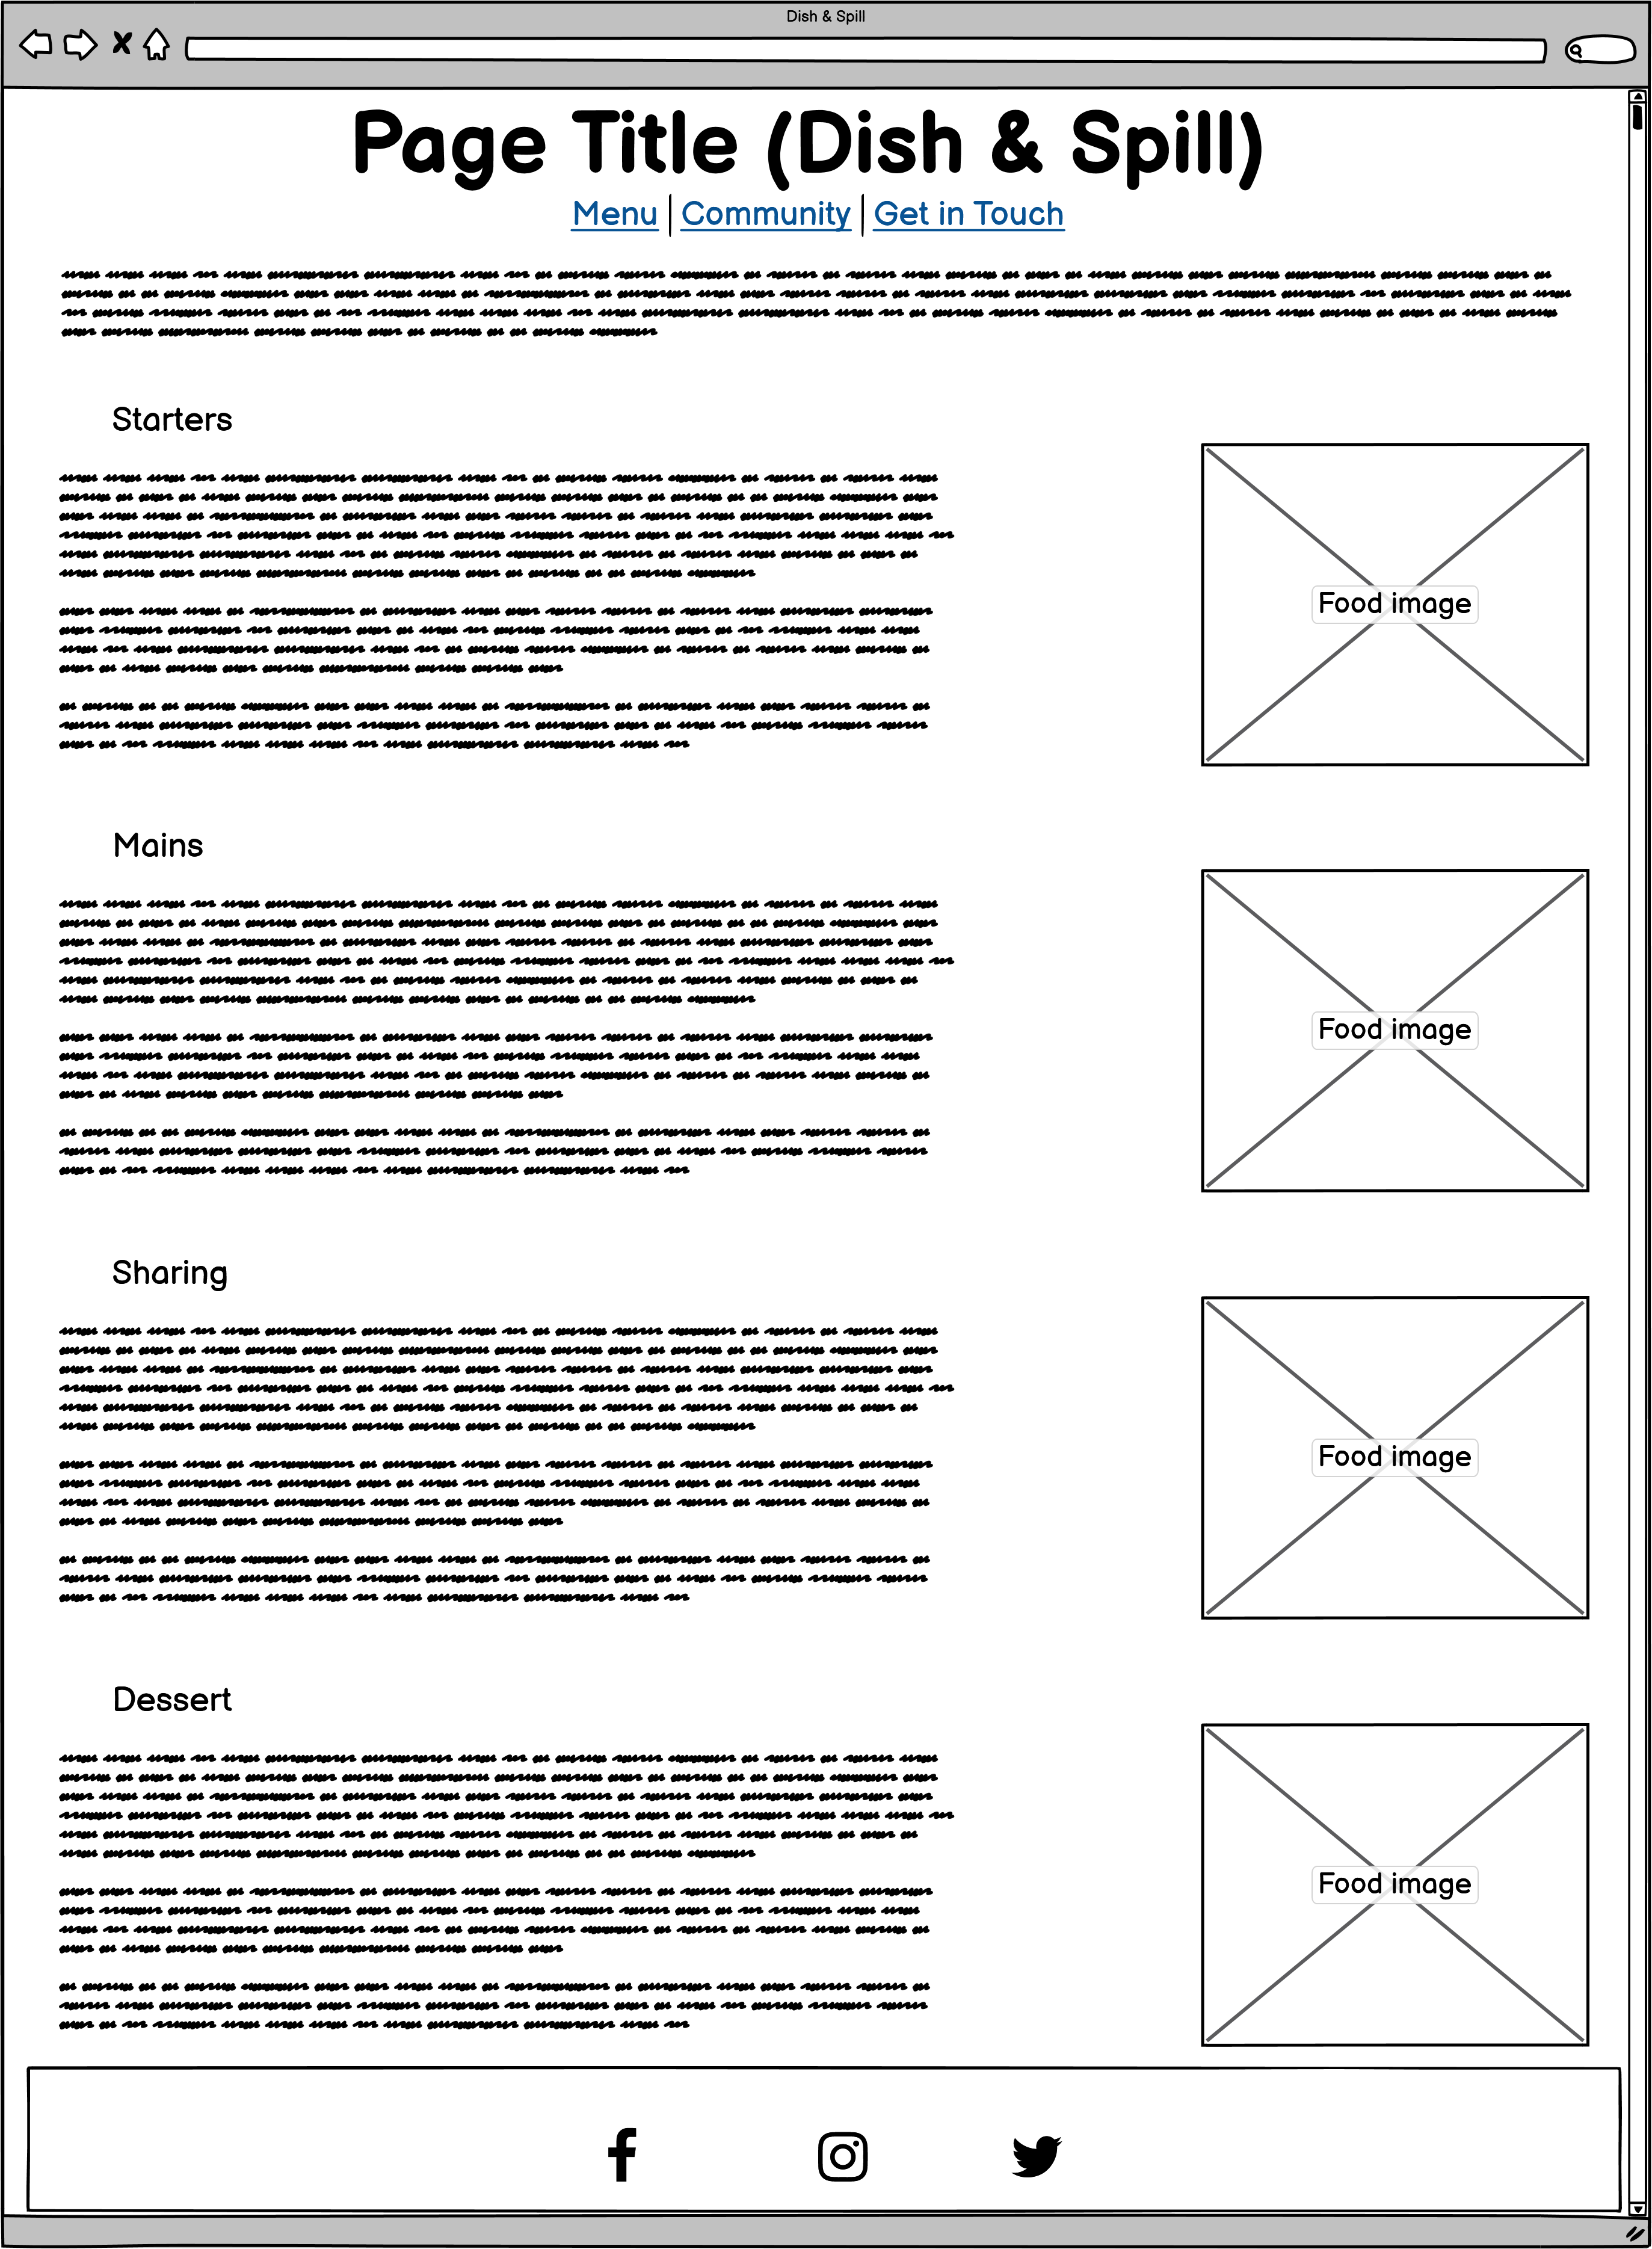 Dish & Spill
Page Title (Dish & Spill)
Menu | Community | Get in Touch
Starters
Food image
Mains
Food image
Sharing
Food image
Dessert
Food image